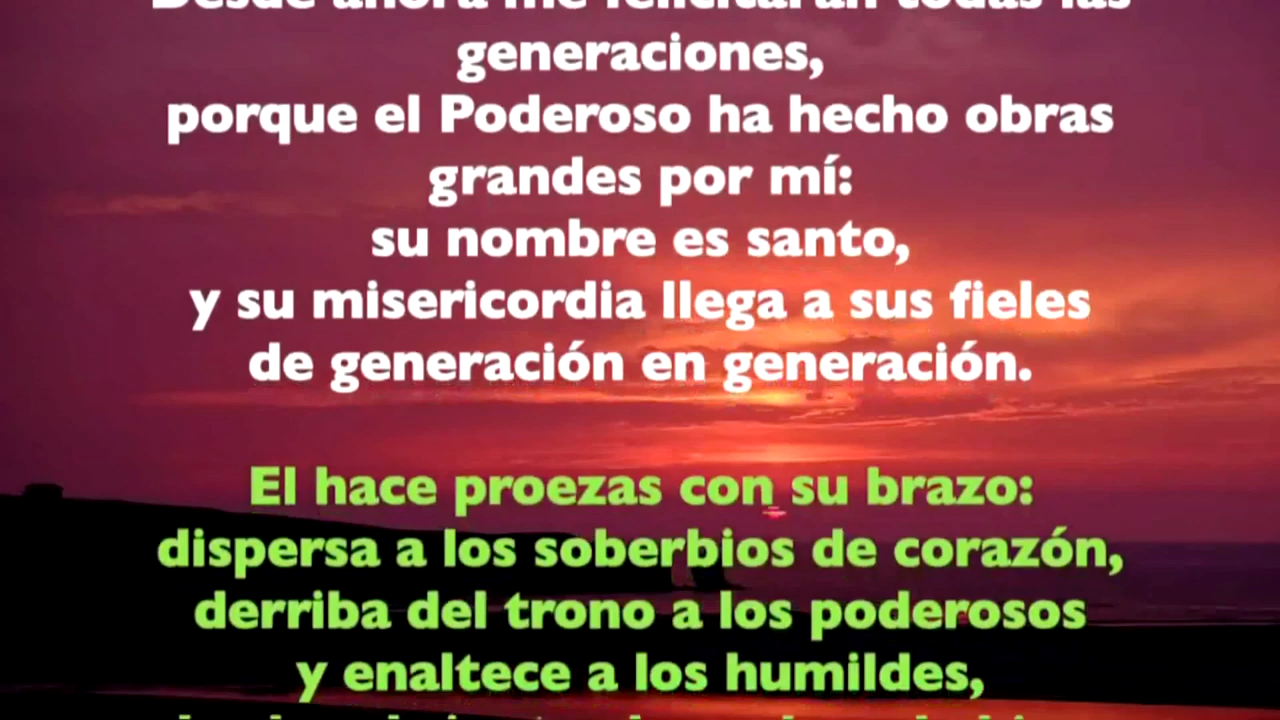 Desde ahora me felicitarán todas las
generaciones,
porque el Poderoso ha hecho obras
grandes por mí:
su nombre es santo,
y su misericordia llega a sus fieles
de generación en generación.
El hace proezas con su brazo:
dispersa a los soberbios de corazón,
derriba del trono a los poderosos
y enaltece a los humildes,